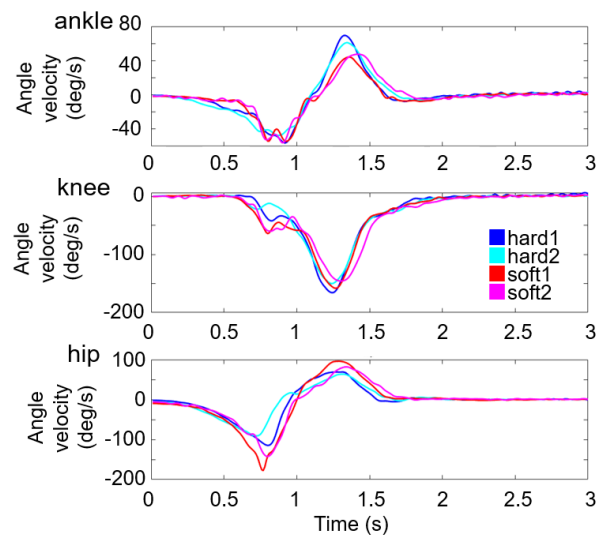 ankle
80
40
0
-40
Angle
velocity
(deg/s)
0 0.5 1 1.5 2 2.5 3
knee
0
-100
-200
Angle
velocity
(deg/s)
hard1
hard2
soft1
soft2
0 0.5 1 1.5 2 2.5 3
hip
100
0
-100
-200
Angle
velocity
(deg/s)
0 0.5 1 1.5 2 2.5 3
Time (s)